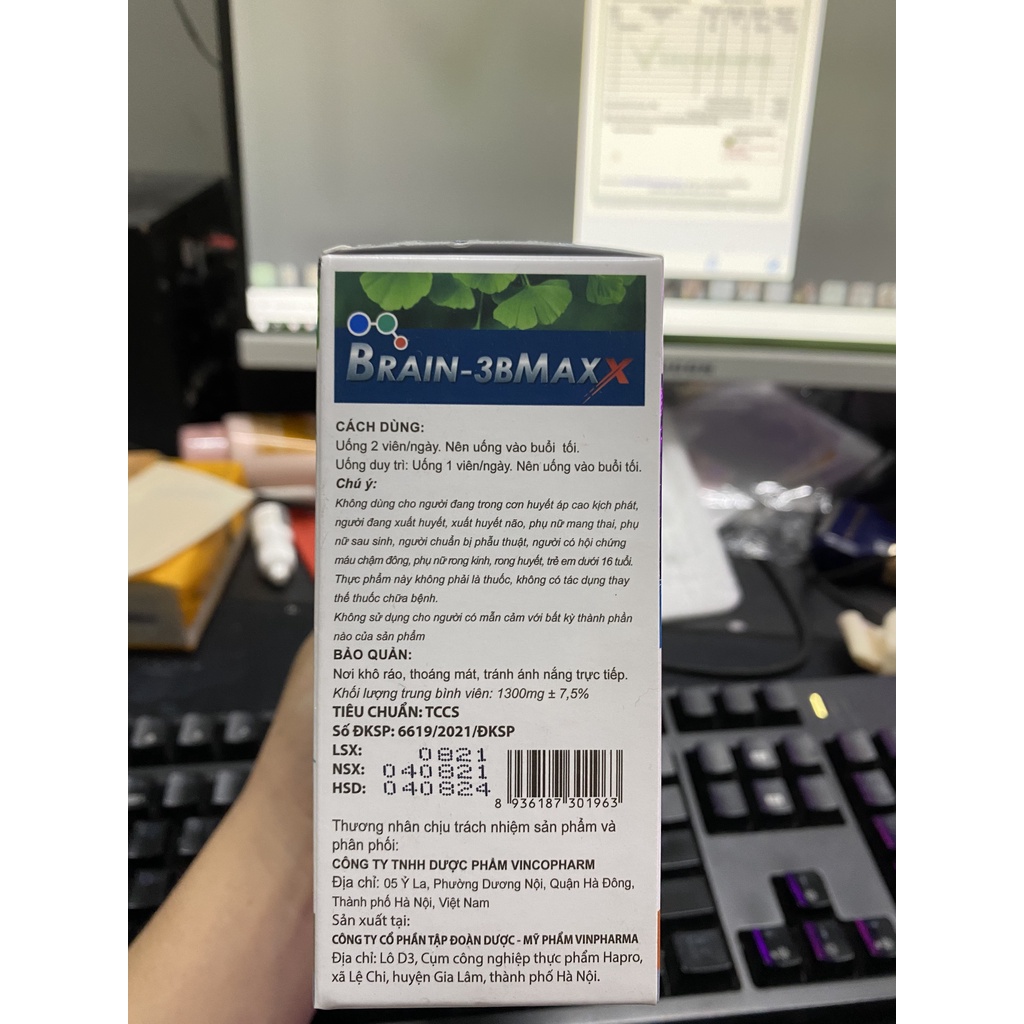 BRAIN-3BMAXX
CÁCH DÙNG:
Uống 2 viên/ngày. Nên uống vào buổi tối.
Uống duy trì: Uống 1 viên/ngày. Nên uống vào buổi tối.
Chú ý:
Không dùng cho người đang trong cơn huyết áp cao kịch phát,
người đang xuất huyết, xuất huyết não, phụ nữ mang thai, phụ
nữ sau sinh, người chuẩn bị phẫu thuật, người có hội chứng
máu chậm đông, phụ nữ rong kinh, rong huyết, trẻ em dưới 16 tuổi.
Thực phẩm này không phải là thuốc, không có tác dụng thay
thế thuốc chữa bệnh.
Không sử dụng cho người có mẫn cảm với bất kỳ thành phần
nào của sản phẩm
BẢO QUẢN:
Nơi khô ráo, thoáng mát, tránh ánh nắng trực tiếp.
Khối lượng trung bình viên: 1300mg ± 7,5%
TIÊU CHUẨN: TCCS
Số ĐKSP: 6619/2021/ĐKSP
LSX: 0821
NSX: 040821
HSD: 040824
8 936187 301963
Thương nhân chịu trách nhiệm sản phẩm và
phân phối:
CÔNG TY TNHH DƯỢC PHẨM VINCOPHARM
Địa chỉ: 05 Ỷ La, Phường Dương Nội, Quận Hà Đông,
Thành phố Hà Nội, Việt Nam
Sản xuất tại:
CÔNG TY CỔ PHẦN TẬP ĐOÀN DƯỢC - MỸ PHẨM VINPHARMA
Địa chỉ: Lô D3, Cụm công nghiệp thực phẩm Hapro,
xã Lệ Chi, huyện Gia Lâm, thành phố Hà Nội.